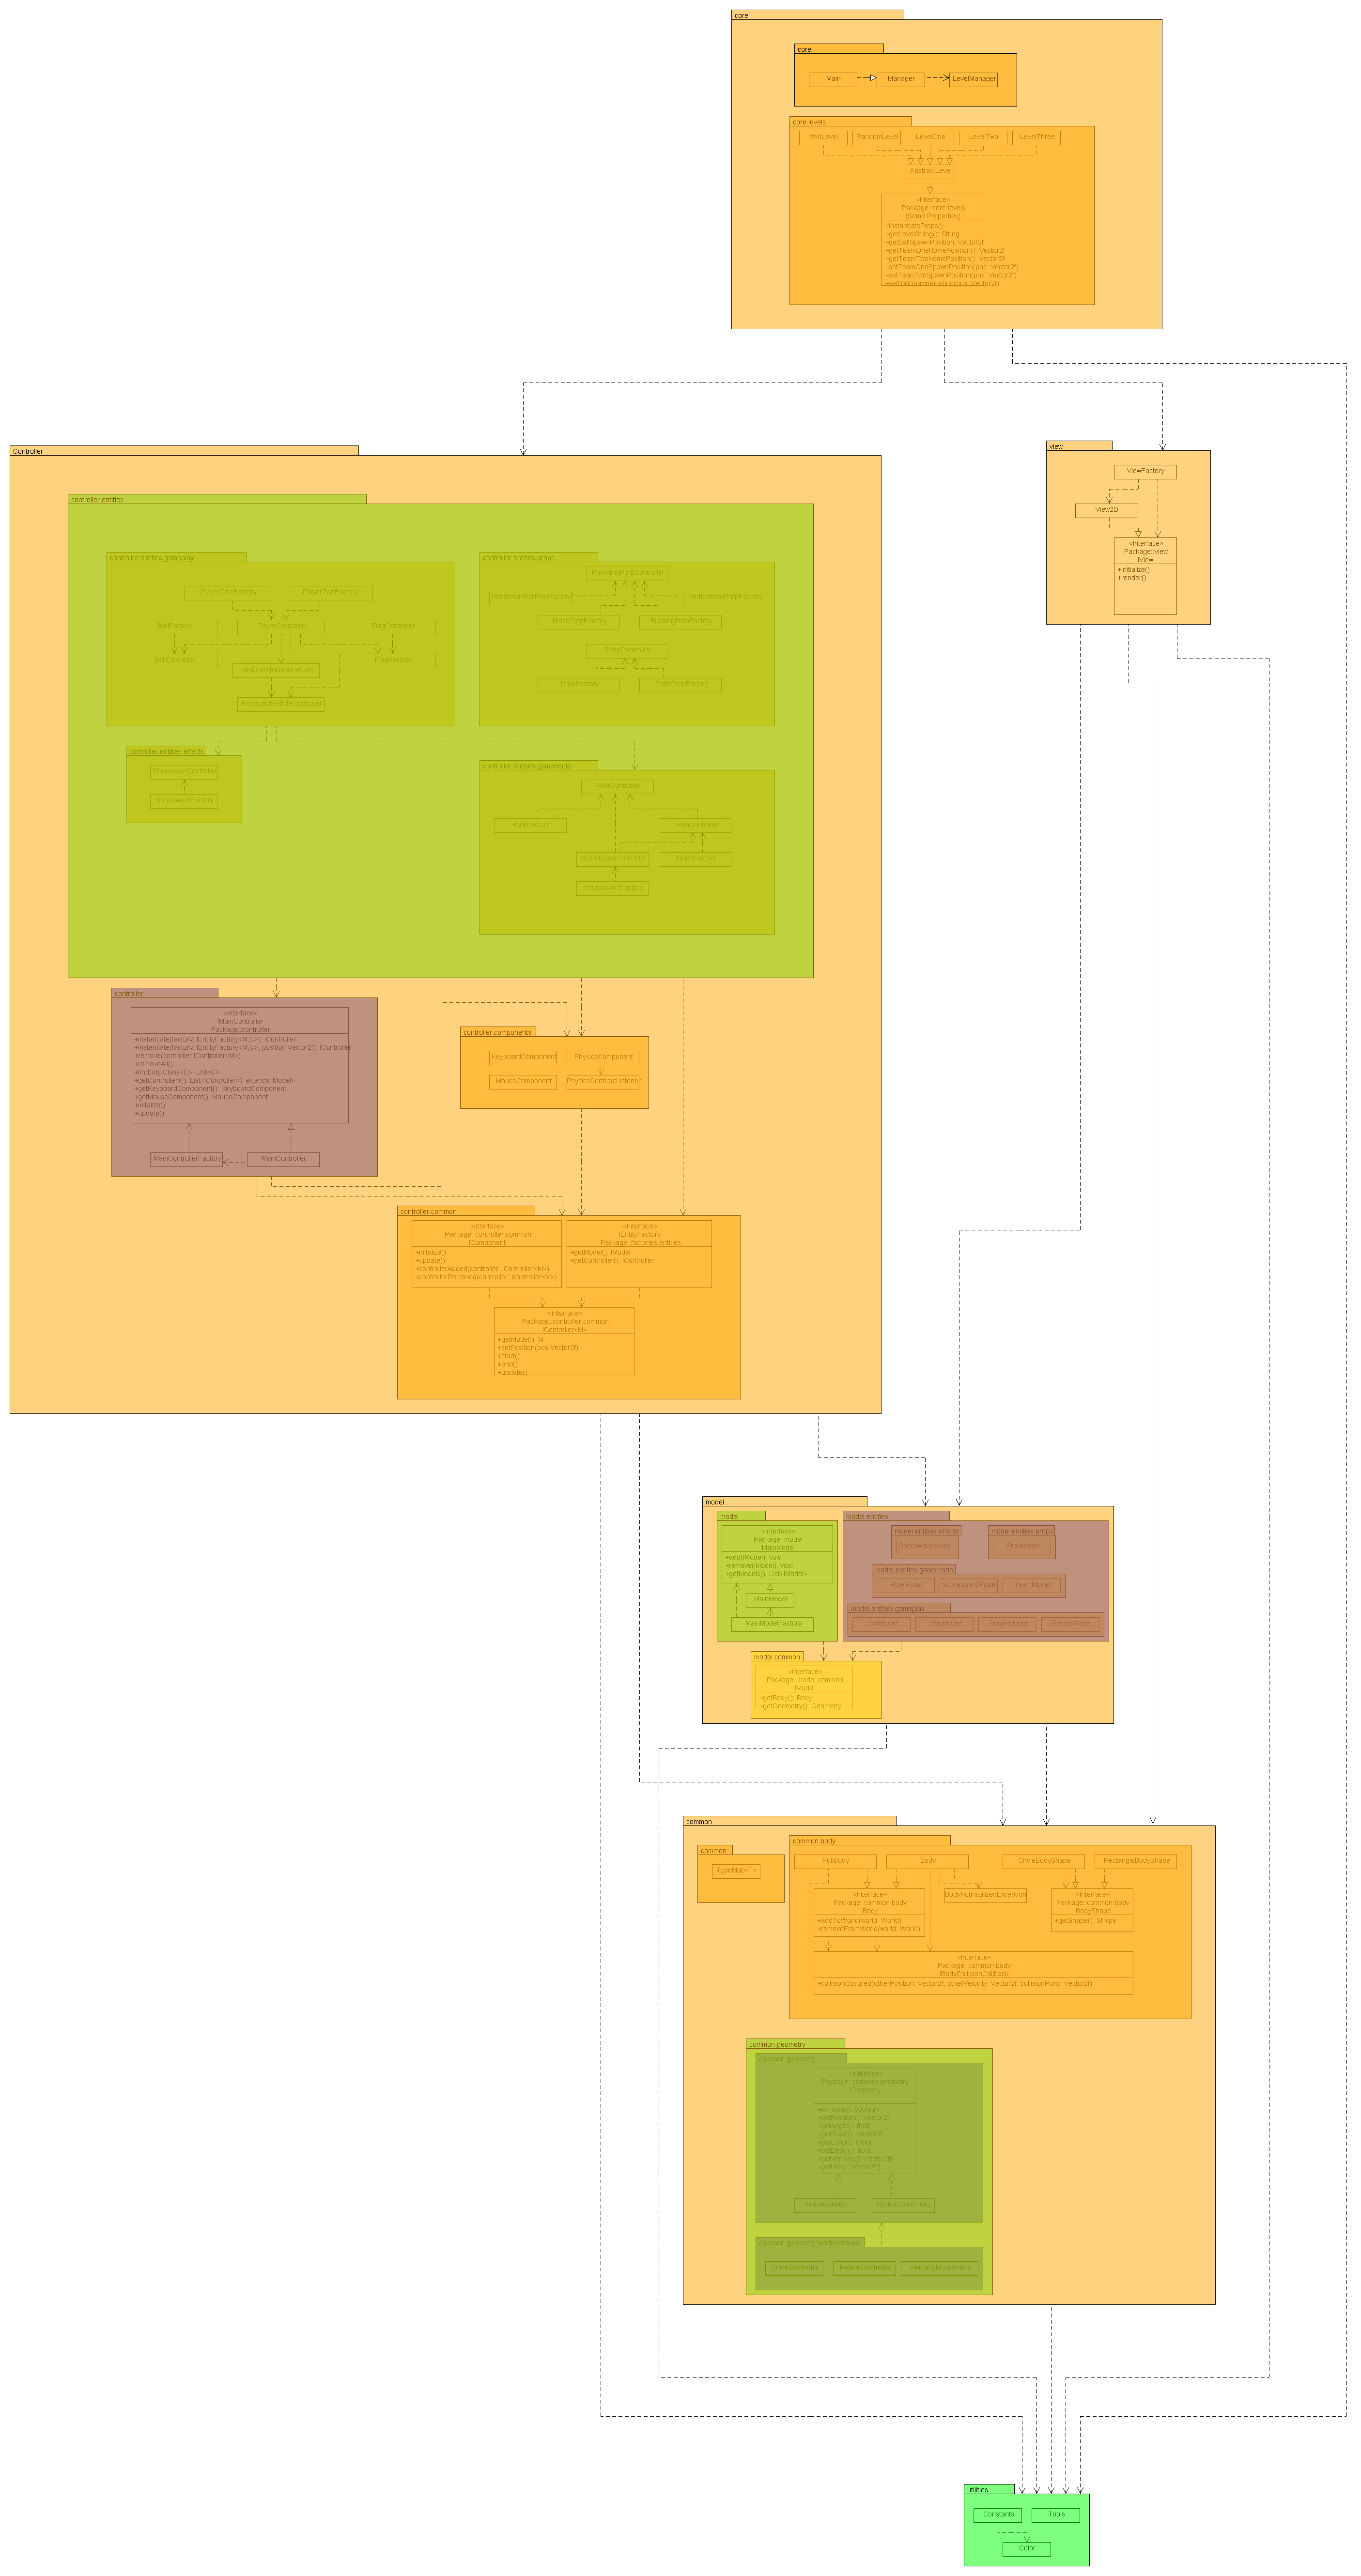 core
core
Main
Manager
LevelManager
core.levels
WinLevel
RandomLevel
LevelOne
LevelTwo
LevelThree
AbstractLevel
«interface»
Package: core.levels
(Some Properties)
+instantiateProps()
+getLevelString(): String
+getBallSpawnPosition: Vector2f
+getTeamOneHomePosition(): Vector2f
+getTeamTwoHomePosition(): Vector2f
+setTeamOneSpawnPosition(pos: Vector2f)
+setTeamTwoSpawnPosition(pos: Vector2f)
+setBallSpawnPosition(pos: Vector2f)
Controller
controller.entities
controller.entities.gameplay
PlayerOneFactory
PlayerTwoFactory
BallFactory
PlayerController
FlagController
BallController
KeyboardReticleFactory
FlagFactory
KeyboardReticleController
controller.entities.props
PulsatingPropController
HorizontalWallPropFactory
VerticalWallPropFactory
BlockPropFactory
BuildingPropFactory
PropController
PropFactory
CratePropFactory
controller.entities.effects
ShockwaveController
ShockwaveFactory
controller.entities.gamemode
RuleController
RuleFactory
TeamController
ScoreboardController
TeamFactory
ScoreboardFactory
view
ViewFactory
View2D
«interface»
Package: view
IView
+initialize()
+render()
controller
«interface»
IMainController
Package: controller
+instantiate(factory: IEntityFactory<M,C>): IController
+instantiate(factory: IEntityFactory<M,C>, position:Vector2f): IController
+remove(controller:IController<M>)
+removeAll()
+find(obj:Class<C>: List<C>
+getControllers(): List<IController<? extends IModel>
+getKeyboardComponent(): KeyboardComponent
+getMouseComponent(): MouseComponent
+initalize()
+update()
MainControllerFactory
MainController
controller.components
KeyboardComponent
PhysicsComponent
MouseComponent
PhysicsContractListener
controller.common
«interface»
Package: controller.common
IComponent
+initalize()
+update()
+controllerAdded(controller: IController<M>)
+controllerRemoved(controller: Icontroller<M>)
«interface»
IEntityFactory
Package: factories.entities
+getModel(): IModel
+getController(): IController
«interface»
Package: controller.common
IController<M>
+getModel(): M
+setPosition(pos:Vector2f)
+start()
+end()
+update()
model
model
«interface»
Package: model
IMainModel
+add(IModel): void
+remove(IModel): void
+getModels(): List<IModel>
MainModel
MainModelFactory
model.entities
model.entities.effects
ShockwaveModel
model.entities.props
PropModel
model.entities.gamemode
RuleModel
ScoreboardModel
TeamModel
model.entities.gameplay
BallModel
FlagModel
PlayerModel
ReticleModel
model.common
«interface»
Package: model.common
IModel
+getBody(): Body
+getGeometry(): Geometry
common
common
TypeMap<T>
common.body
NullBody
Body
CircleBodyShape
RectangleBodyShape
«interface»
Package: common.body
IBody
+addToWorld(world: World)
+removeFromWorld(world: World)
BodyNotInitialzedException
«interface»
Package: common.body
IBodyShape
+getShape(): Shape
«interface»
Package: common.body
IBodyCollisionCallback
+collisionOccured(otherPosition: Vector2f, otherVelocity: Vector2f, collisionPoint: Vector2f)
common.geometry
common.geometry
«interface»
Package: common.geometry
IGeometry
+isVisible(): boolean
+getPosition(): Vector2f
+getAngle(): float
+getScale(): Vector2f
+getColor(): Color
+getDepth(): float
+getVertices(): Vector2f[]
+getUvs(): Vector2f[]
NullGeometry
AbstractGeometry
common.geometry.twodimensions
CircleGeometry
ReticleGeometry
RectangleGeometry
utilities
Constants
Tools
Color